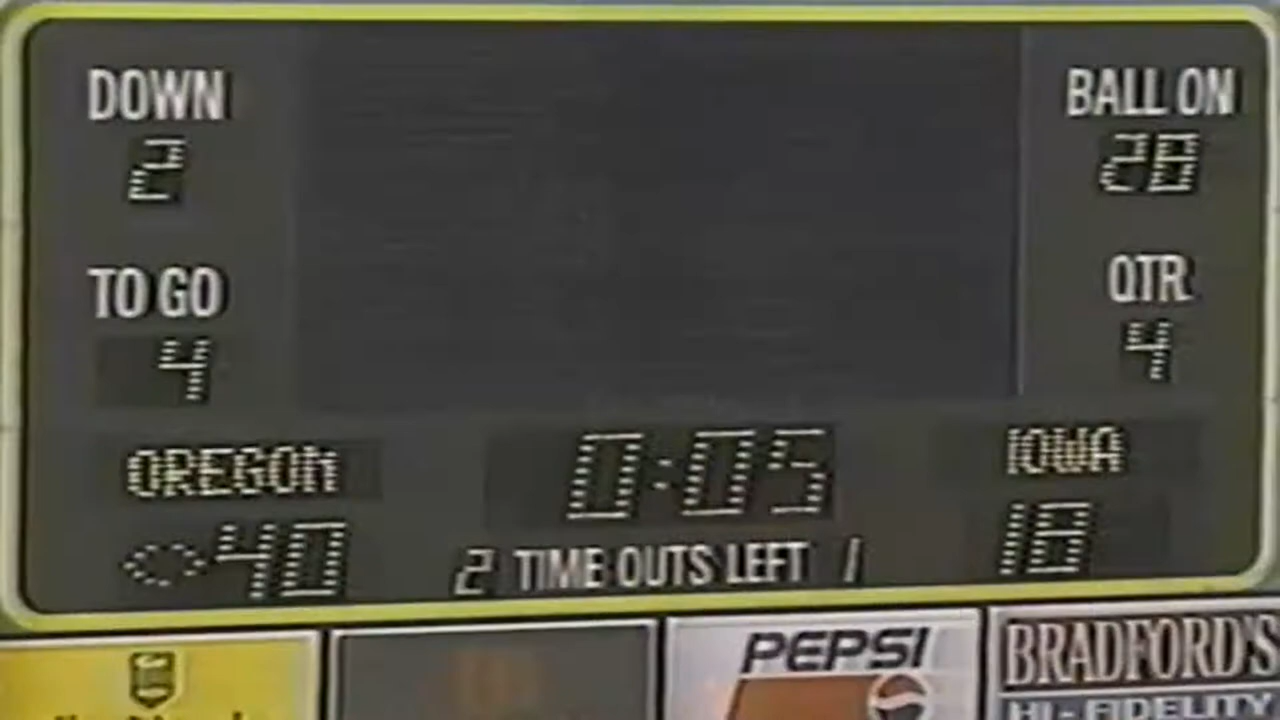 DOWN
2
BALL ON
28
TO GO
4
QTR
4
OREGON
0:05
IOWA
40
2 TIME OUTS LEFT 1
18
PEPSI
BRADFORD'S
HI-FIDELITY